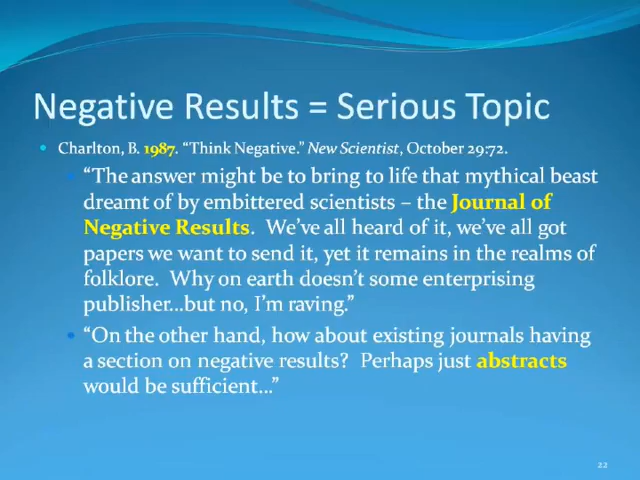 Negative Results = Serious Topic
• Charlton, B. 1987. “Think Negative.” New Scientist, October 29:72.
• “The answer might be to bring to life that mythical beast
dreamt of by embittered scientists – the Journal of
Negative Results.  We’ve all heard of it, we’ve all got
papers we want to send it, yet it remains in the realms of
folklore.  Why on earth doesn’t some enterprising
publisher…but no, I’m raving.”
• “On the other hand, how about existing journals having
a section on negative results?  Perhaps just abstracts
would be sufficient…”
22